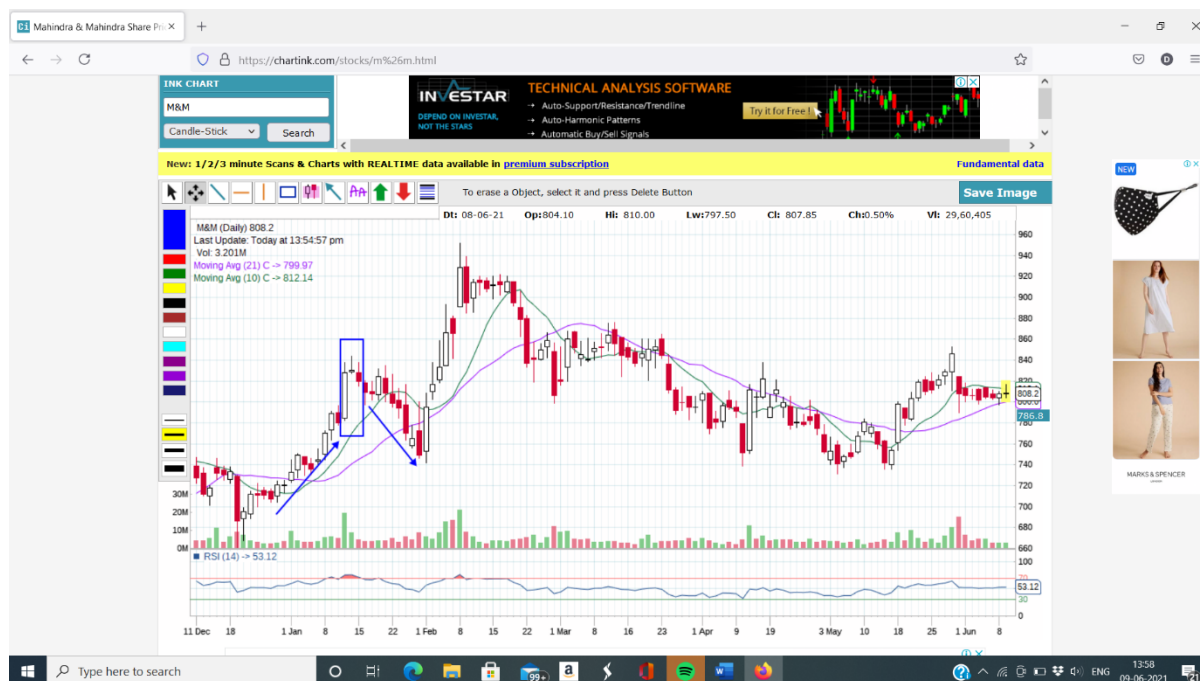 Mahindra & Mahindra Share Pri
https://chartink.com/stocks/m%26m.html
INK CHART
M&M
Candle-Stick
Search
INVESTAR
DEPEND ON INVESTAR,
NOT THE STARS
TECHNICAL ANALYSIS SOFTWARE
→ Auto-Support/Resistance/Trendline
→ Auto-Harmonic Patterns
→ Automatic Buy/Sell Signals
Try it for Free !
New: 1/2/3 minute Scans & Charts with REALTIME data available in premium subscription
Fundamental data
To erase a Object, select it and press Delete Button
Save Image
NEW
Dt: 08-06-21 Op:804.10 Hi: 810.00 Lw:797.50 Cl: 807.85 Ch:0.50% Vl: 29,60,405
M&M (Daily) 808.2
Last Update: Today at 13:54:57 pm
Vol: 3.201M
Moving Avg (21) C -> 799.97
Moving Avg (10) C -> 812.14
960
940
920
900
880
860
840
820
808.2
800.0
786.8
780
760
740
720
700
680
660
30M
20M
10M
0M
RSI (14) -> 53.12
100
70
53.12
30
0
11 Dec 18 1 Jan 8 15 22 1 Feb 8 15 22 1 Mar 8 16 23 1 Apr 9 19 3 May 10 18 25 1 Jun 8
MARKS & SPENCER
Type here to search
99+
ENG
13:58
09-06-2021